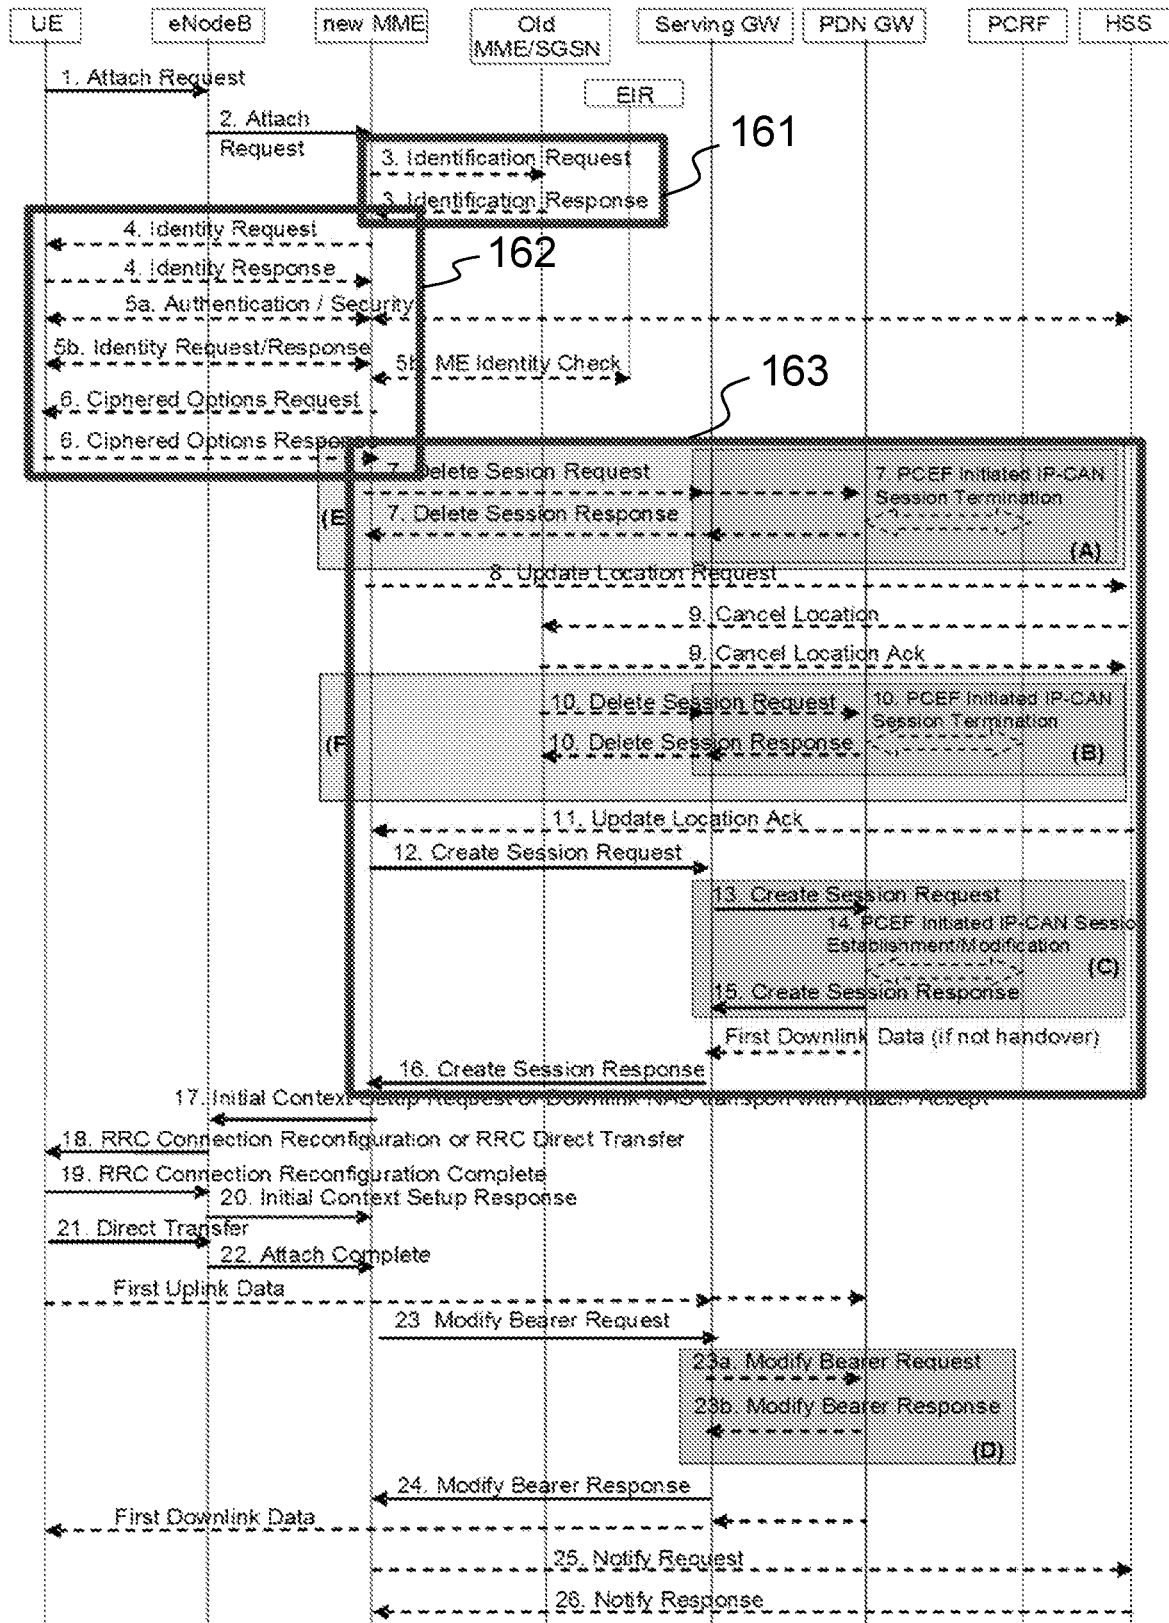 UE
eNodeB
new MME
Old
MME/SGSN
Serving GW
PDN GW
PCRF
HSS
1. Attach Request
EIR
2. Attach
Request
161
3. Identification Request
3. Identification Response
4. Identity Request
162
4. Identity Response
5a. Authentication / Security
5b. Identity Request/Response
5b. ME Identity Check
163
6. Ciphered Options Request
6. Ciphered Options Response
7. Delete Sesion Request
7. PCEF Initiated IP-CAN
Session Termination
(E
7. Delete Session Response
(A)
8. Update Location Request
9. Cancel Location
9. Cancel Location Ack
10. Delete Session Request
10. PCEF Initiated IP-CAN
Session Termination
(F
10. Delete Session Response
(B)
11. Update Location Ack
12. Create Session Request
13. Create Session Request
14. PCEF Initiated IP-CAN Sessio
Establishment/Modification
(C)
15. Create Session Response
First Downlink Data (if not handover)
16. Create Session Response
17. Initial Context Setup Request or Downlink NAS transport with Attach Accept
18. RRC Connection Reconfiguration or RRC Direct Transfer
19. RRC Connection Reconfiguration Complete
20. Initial Context Setup Response
21. Direct Transfer
22. Attach Complete
First Uplink Data
23 Modify Bearer Request
23a. Modify Bearer Request
23b. Modify Bearer Response
(D)
24. Modify Bearer Response
First Downlink Data
25. Notify Request
26. Notify Response